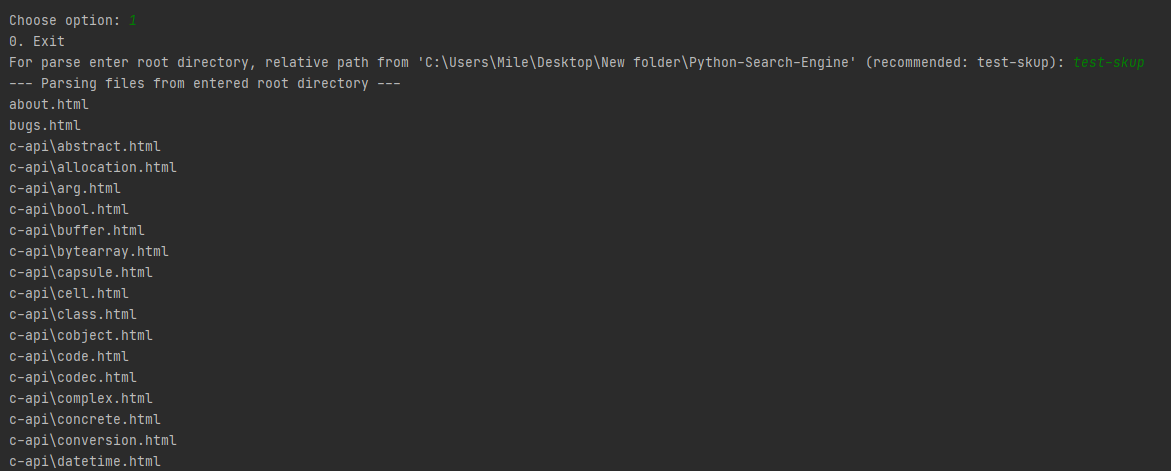 Choose option: 1
0. Exit
For parse enter root directory, relative path from 'C:\Users\Mile\Desktop\New folder\Python-Search-Engine' (recommended: test-skup): test-skup
--- Parsing files from entered root directory ---
about.html
bugs.html
c-api\abstract.html
c-api\allocation.html
c-api\arg.html
c-api\bool.html
c-api\buffer.html
c-api\bytearray.html
c-api\capsule.html
c-api\cell.html
c-api\class.html
c-api\cobject.html
c-api\code.html
c-api\codec.html
c-api\complex.html
c-api\concrete.html
c-api\conversion.html
c-api\datetime.html